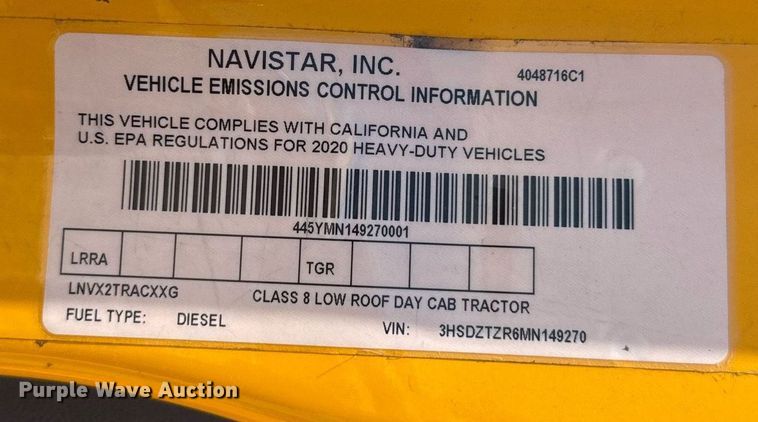 NAVISTAR, INC.
4048716C1
VEHICLE EMISSIONS CONTROL INFORMATION
THIS VEHICLE COMPLIES WITH CALIFORNIA AND
U.S. EPA REGULATIONS FOR 2020 HEAVY-DUTY VEHICLES
445YMN149270001
LRRA TGR
LNVX2TRACXXG CLASS 8 LOW ROOF DAY CAB TRACTOR
FUEL TYPE: DIESEL VIN: 3HSDZTZR6MN149270
Purple Wave Auction